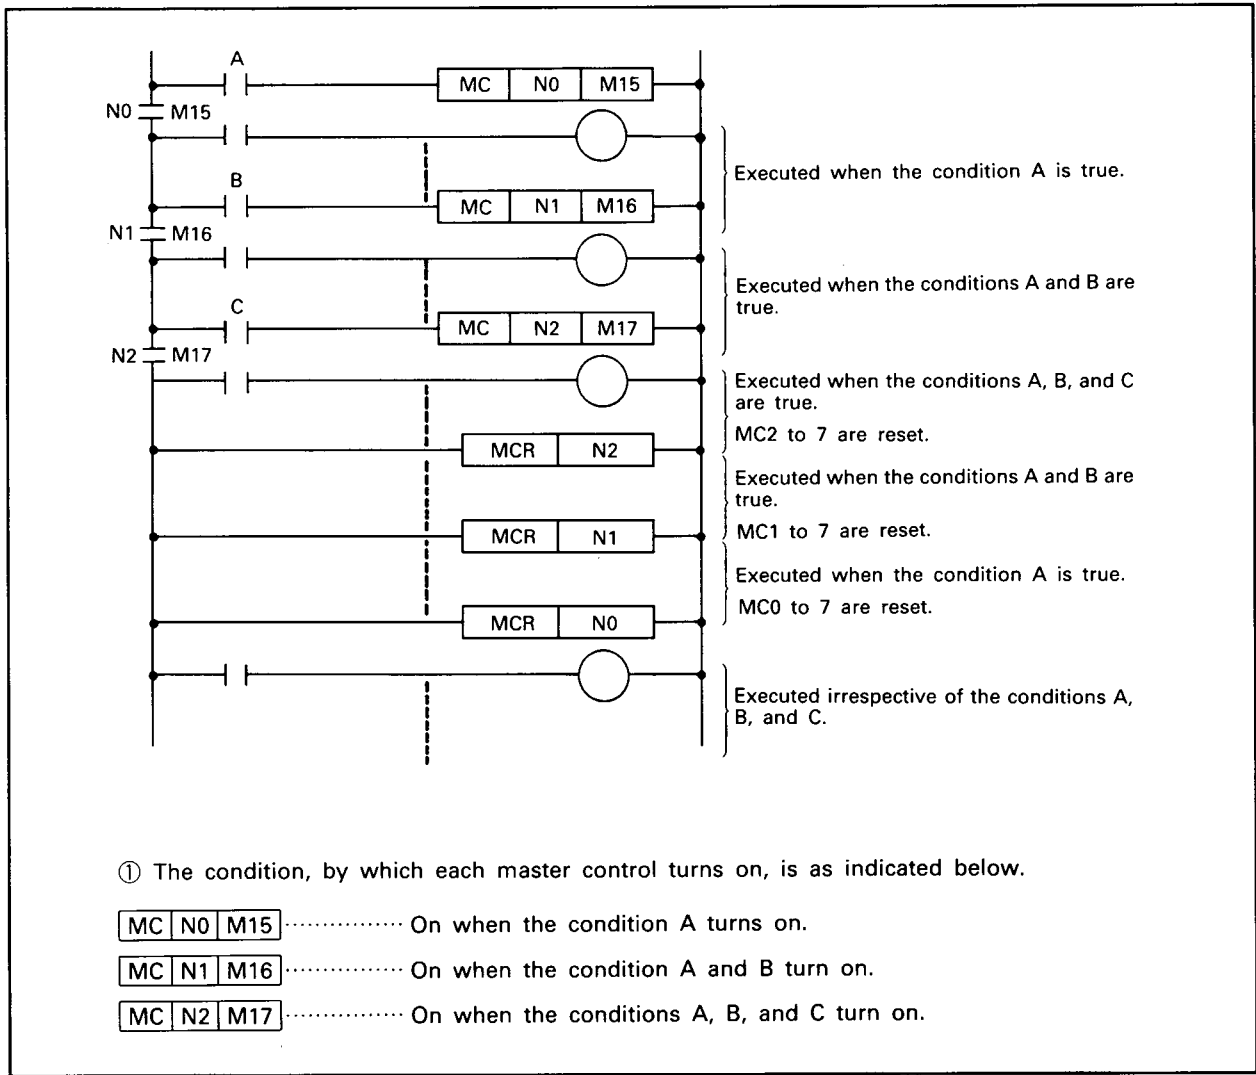 A
MC N0 M15
N0 M15
Executed when the condition A is true.
B
MC N1 M16
N1 M16
Executed when the conditions A and B are
true.
C
MC N2 M17
N2 M17
Executed when the conditions A, B, and C
are true.
MC2 to 7 are reset.
MCR N2
Executed when the conditions A and B are
true.
MC1 to 7 are reset.
MCR N1
Executed when the condition A is true.
MC0 to 7 are reset.
MCR N0
Executed irrespective of the conditions A,
B, and C.
① The condition, by which each master control turns on, is as indicated below.
MC N0 M15 ··············· On when the condition A turns on.
MC N1 M16 ··············· On when the condition A and B turn on.
MC N2 M17 ··············· On when the conditions A, B, and C turn on.